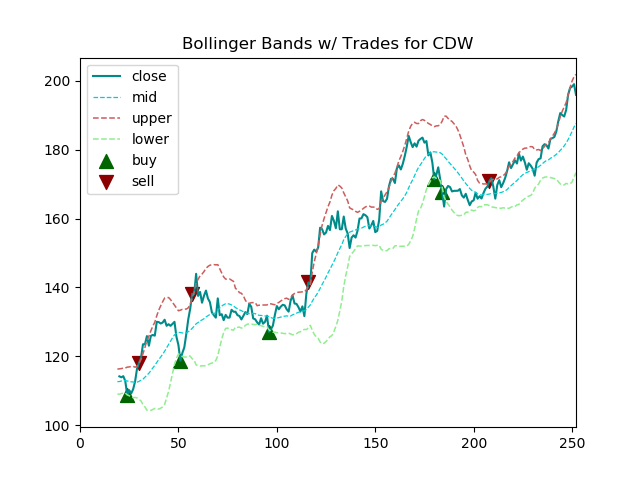 Bollinger Bands w/ Trades for CDW
close
mid
upper
lower
buy
sell
200
180
160
140
120
100
0 50 100 150 200 250